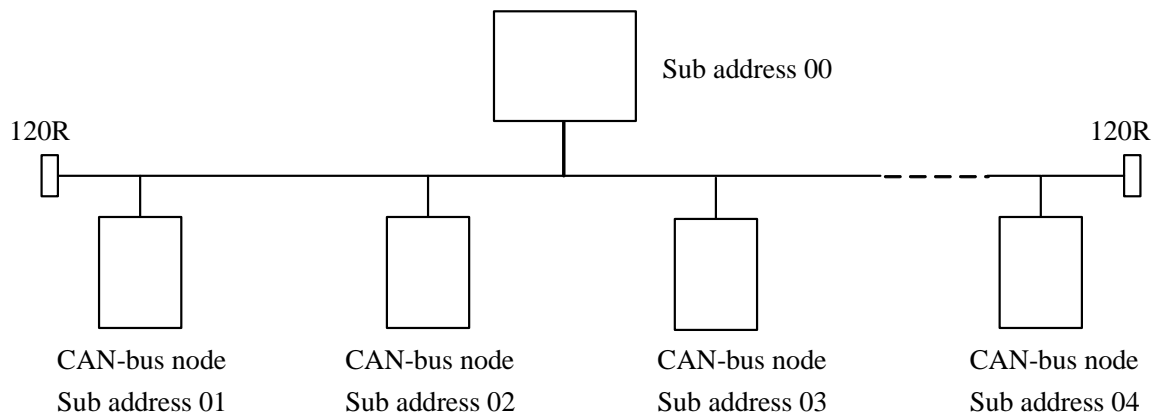 Sub address 00
120R
120R
CAN-bus node
Sub address 01
CAN-bus node
Sub address 02
CAN-bus node
Sub address 03
CAN-bus node
Sub address 04